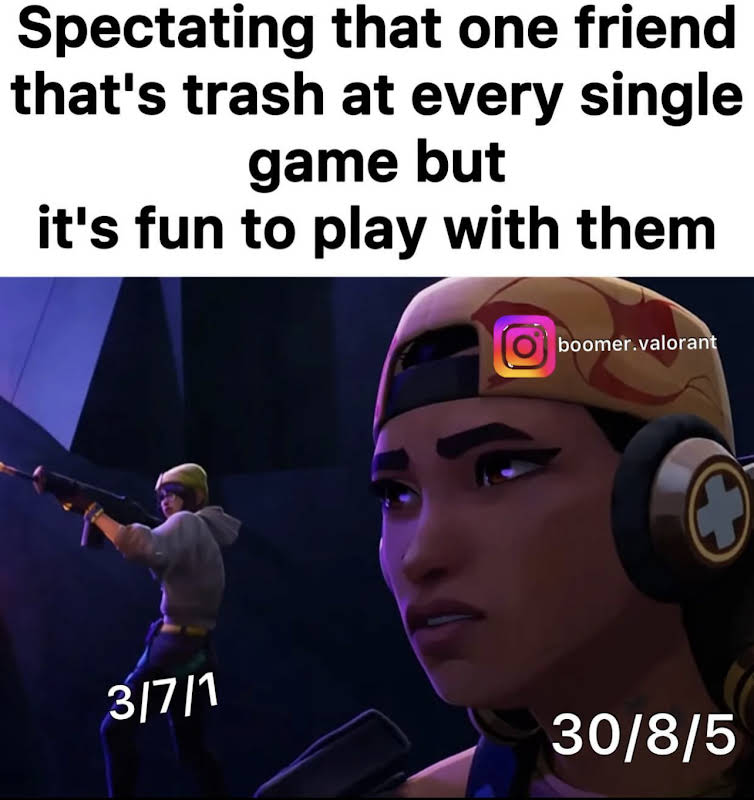 Spectating that one friend
that's trash at every single
game but
it's fun to play with them
boomer.valorant
3/7/1
30/8/5